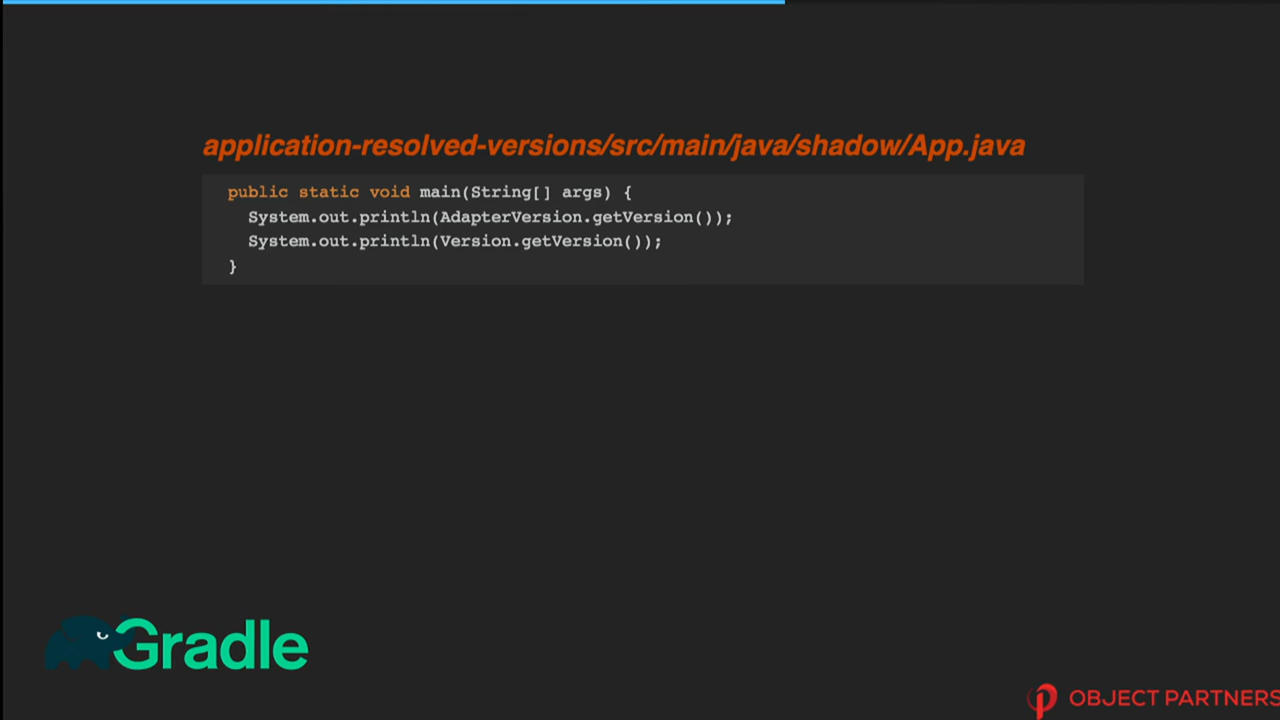 application-resolved-versions/src/main/java/shadow/App.java
public static void main(String[] args) {
  System.out.println(AdapterVersion.getVersion());
  System.out.println(Version.getVersion());
}
Gradle
OBJECT PARTNERS